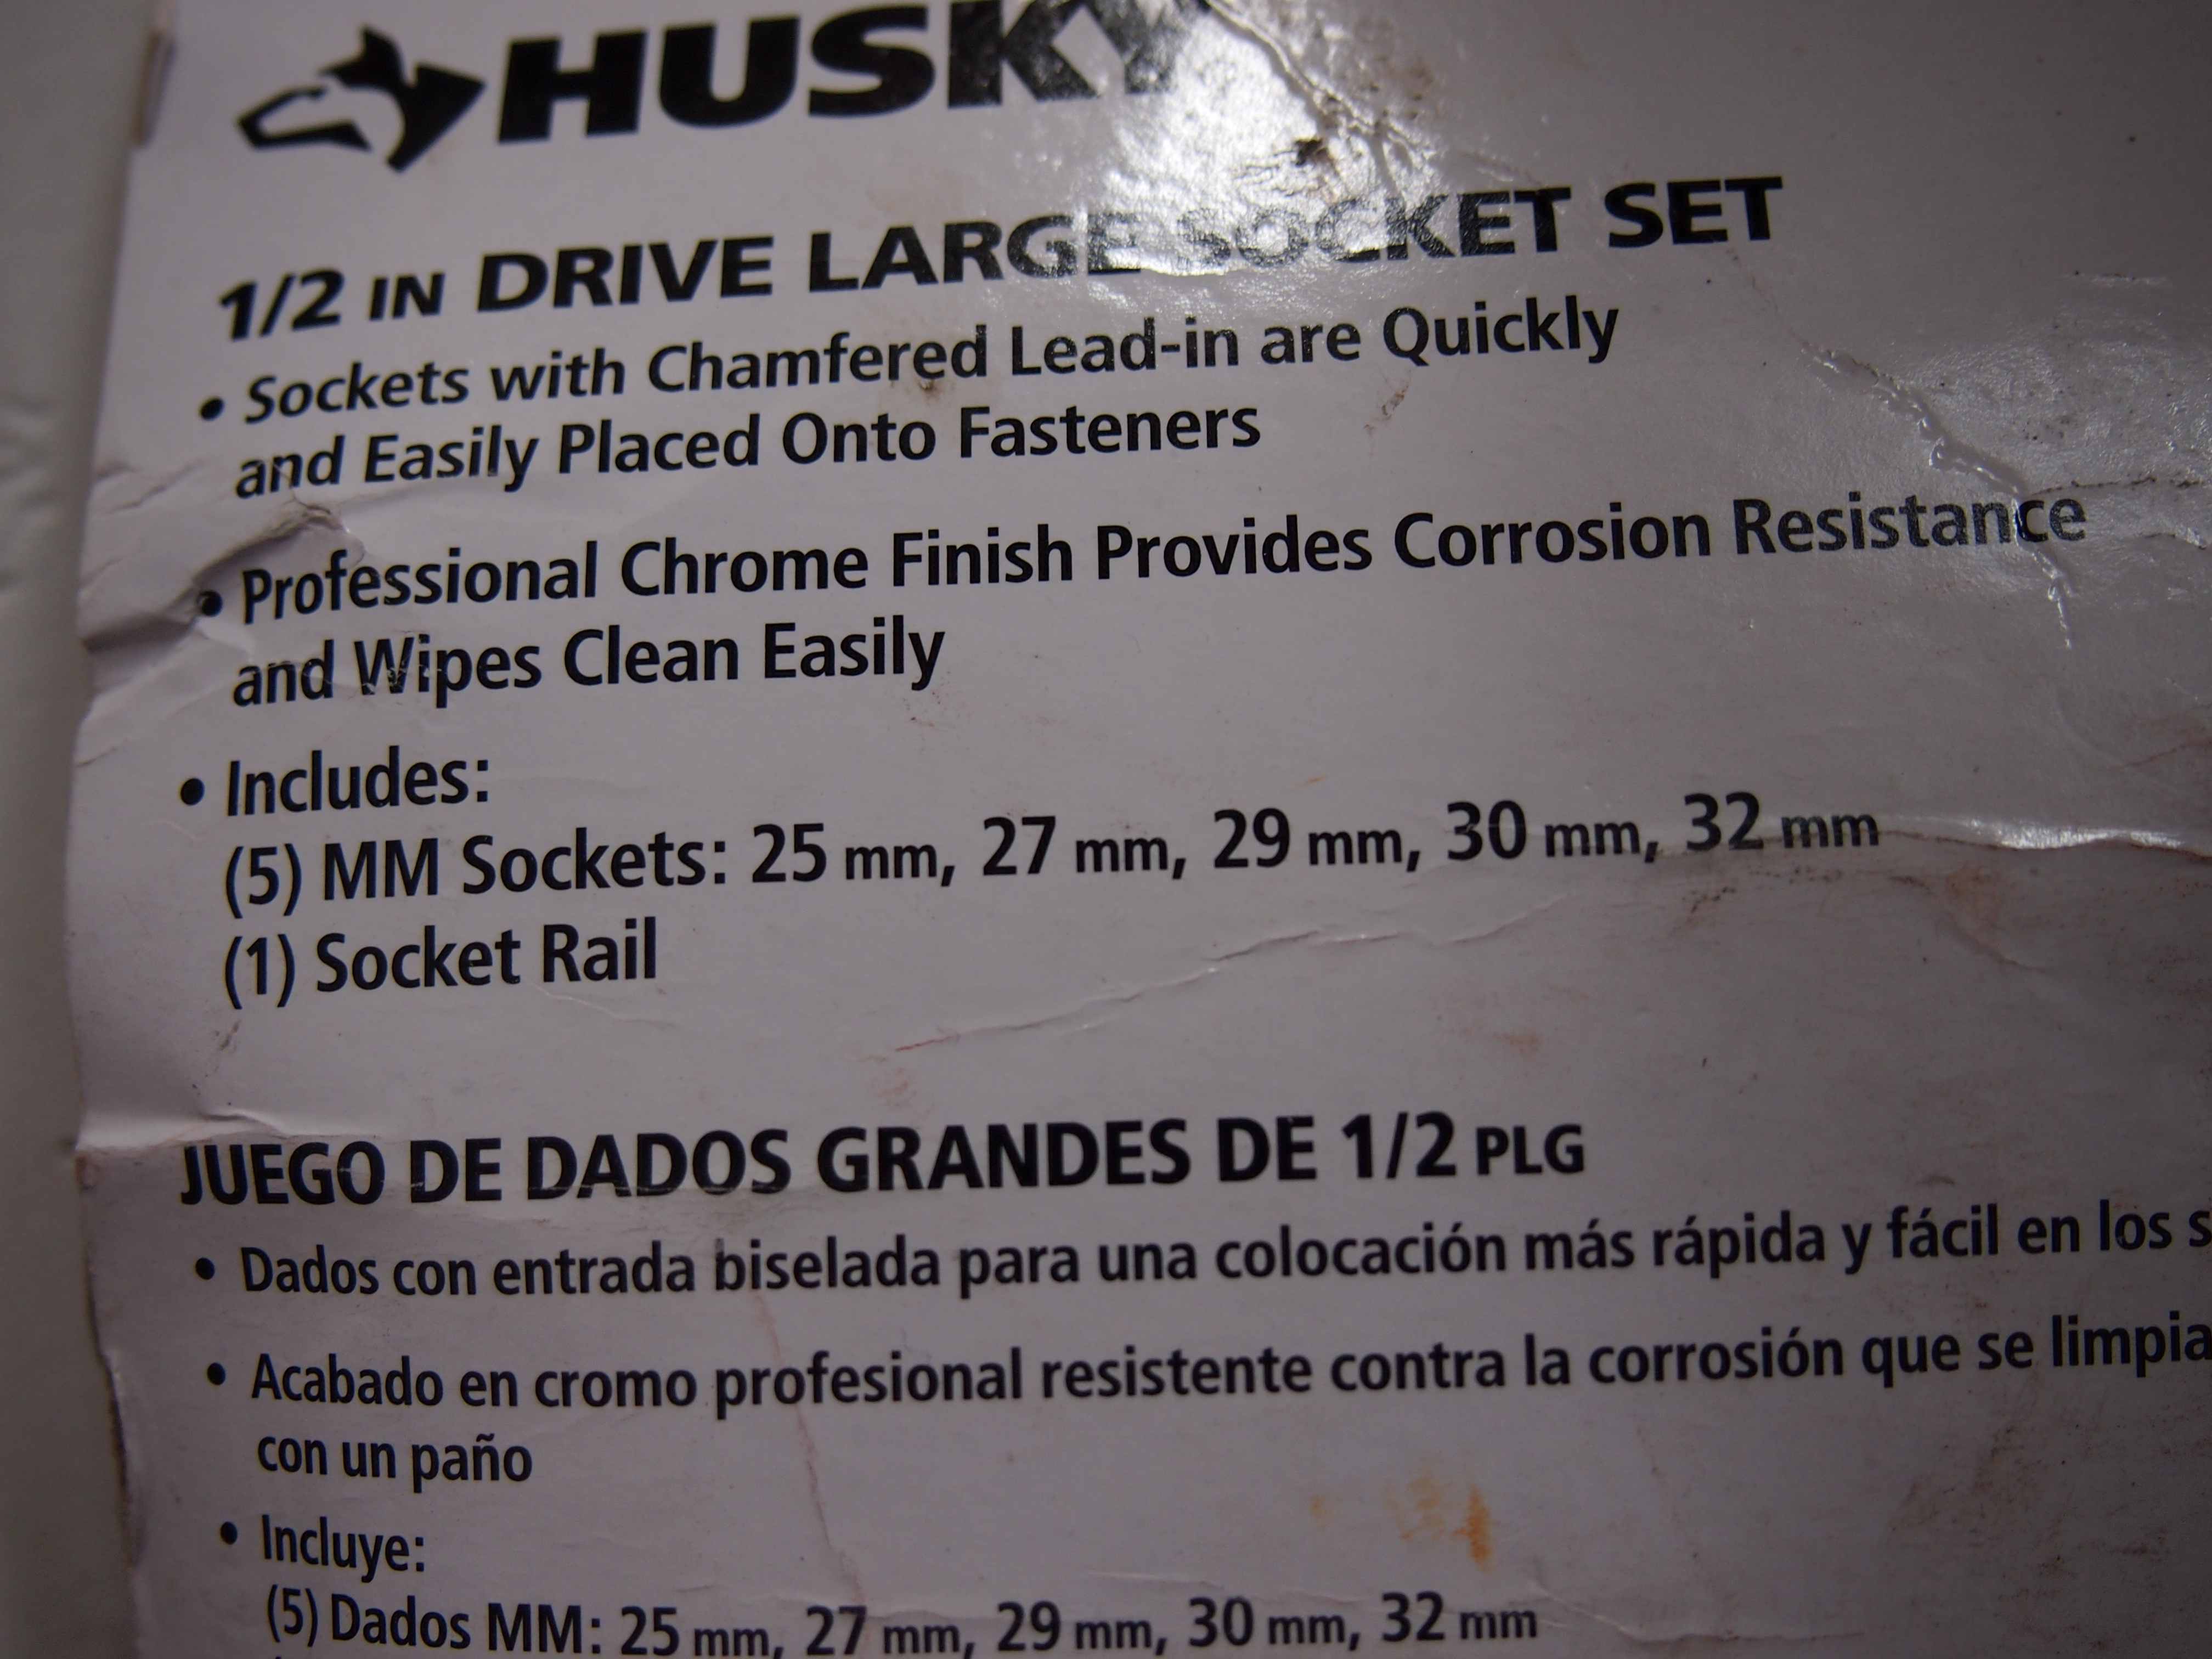 HUSKY
1/2 IN DRIVE LARGE SOCKET SET
• Sockets with Chamfered Lead-in are Quickly
and Easily Placed Onto Fasteners
• Professional Chrome Finish Provides Corrosion Resistance
and Wipes Clean Easily
• Includes:
(5) MM Sockets: 25 mm, 27 mm, 29 mm, 30 mm, 32 mm
(1) Socket Rail
JUEGO DE DADOS GRANDES DE 1/2 PLG
• Dados con entrada biselada para una colocación más rápida y fácil en los
• Acabado en cromo profesional resistente contra la corrosión que se limpia
con un paño
• Incluye:
(5) Dados MM: 25 mm, 27 mm, 29 mm, 30 mm, 32 mm